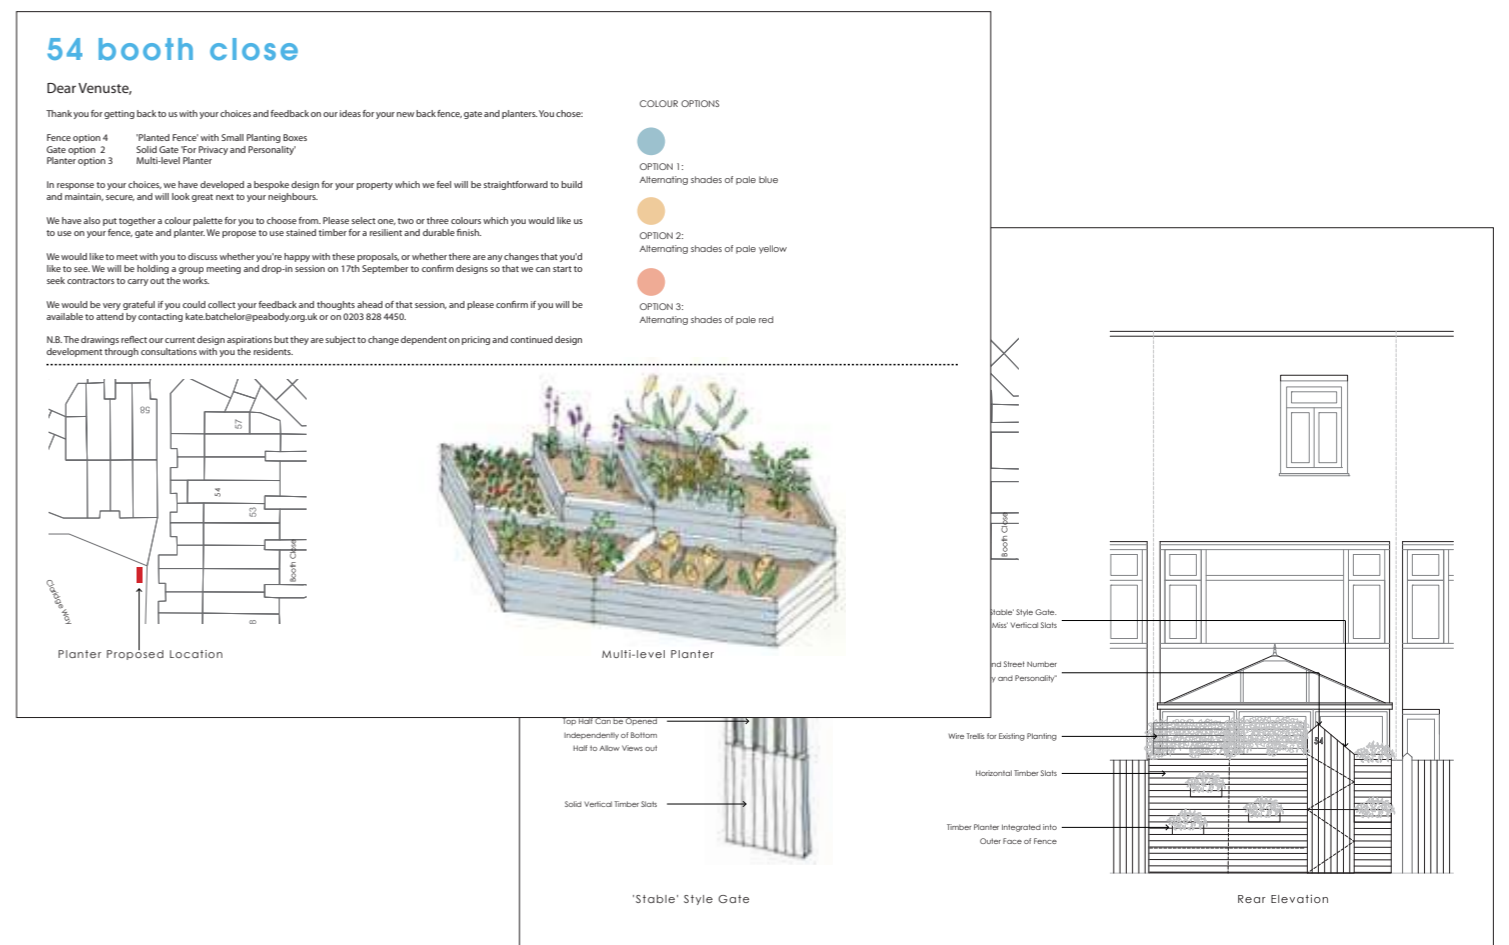 54 booth close
Dear Venuste,
Thank you for getting back to us with your choices and feedback on our ideas for your new back fence, gate and planters. You chose:
Fence option 4 'Planted Fence' with Small Planting Boxes
Gate option 2 Solid Gate 'For Privacy and Personality'
Planter option 3 Multi-level Planter
In response to your choices, we have developed a bespoke design for your property which we feel will be straightforward to build
and maintain, secure, and will look great next to your neighbours.
We have also put together a colour palette for you to choose from. Please select one, two or three colours which you would like us
to use on your fence, gate and planter. We propose to use stained timber for a resilient and durable finish.
We would like to meet with you to discuss whether you're happy with these proposals, or whether there are any changes that you'd
like to see. We will be holding a group meeting and drop-in session on 17th September to confirm designs so that we can start to
seek contractors to carry out the works.
We would be very grateful if you could collect your feedback and thoughts ahead of that session, and please confirm if you will be
available to attend by contacting kate.batchelor@peabody.org.uk or on 0203 828 4450.
N.B. The drawings reflect our current design aspirations but they are subject to change dependent on pricing and continued design
development through consultations with you the residents.
COLOUR OPTIONS
OPTION 1:
Alternating shades of pale blue
OPTION 2:
Alternating shades of pale yellow
OPTION 3:
Alternating shades of pale red
58
57
54
53
8
Booth Close
Claridge Way
Planter Proposed Location
Multi-level Planter
Booth Close
Stable' Style Gate.
Miss' Vertical Slats
nd Street Number
y and Personality"
Wire Trellis for Existing Planting
Horizontal Timber Slats
Timber Planter Integrated into
Outer Face of Fence
54
Rear Elevation
Top Half Can be Opened
Independently of Bottom
Half to Allow Views out
Solid Vertical Timber Slats
'Stable' Style Gate